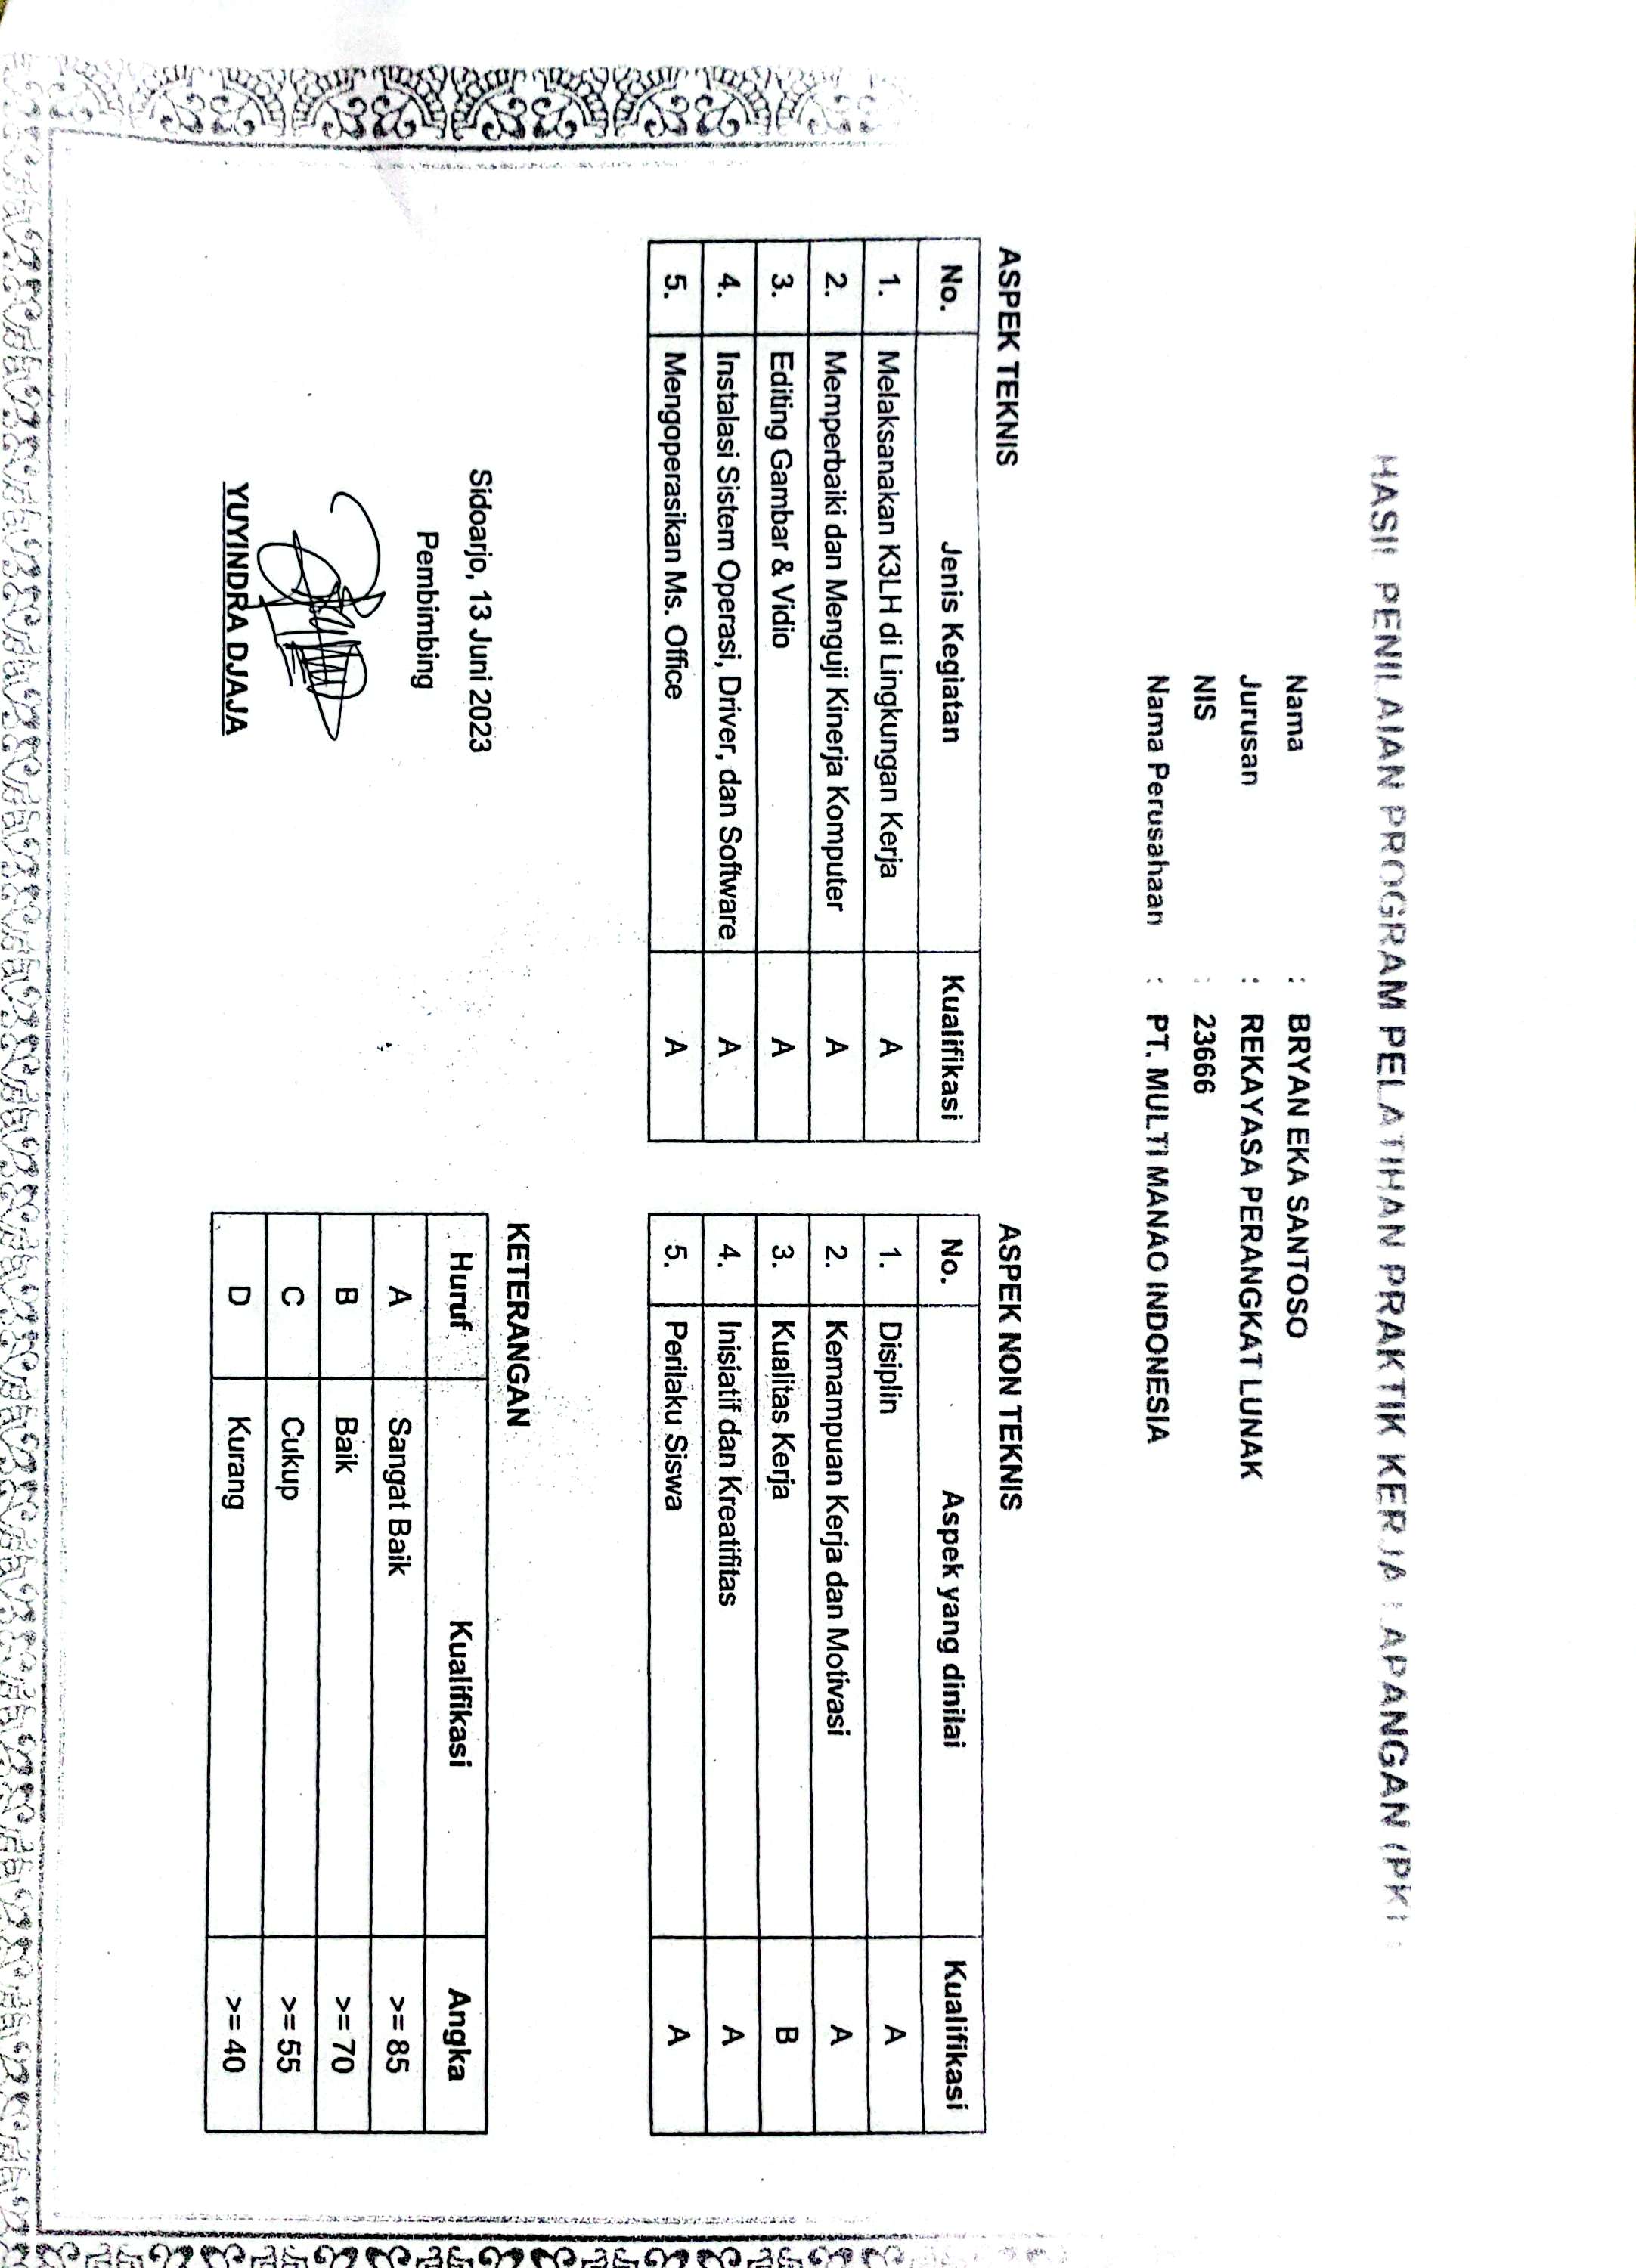 HASIL PENILAIAN PROGRAM PELATIHAN PRAKTIK KERJA LAPANGAN (PKL
Nama : BRYAN EKA SANTOSO
Jurusan : REKAYASA PERANGKAT LUNAK
NIS : 23666
Nama Perusahaan : PT. MULTI MANAO INDONESIA
ASPEK TEKNIS
No. Jenis Kegiatan Kualifikasi
1. Melaksanakan K3LH di Lingkungan Kerja A
2. Memperbaiki dan Menguji Kinerja Komputer A
3. Editing Gambar & Vidio A
4. Instalasi Sistem Operasi, Driver, dan Software A
5. Mengoperasikan Ms. Office A
ASPEK NON TEKNIS
No. Aspek yang dinilai Kualifikasi
1. Disiplin A
2. Kemampuan Kerja dan Motivasi A
3. Kualitas Kerja B
4. Inisiatif dan Kreatifitas A
5. Perilaku Siswa A
Sidoarjo, 13 Juni 2023
Pembimbing
YUYINDRA DJAJA
KETERANGAN
Huruf Kualifikasi Angka
A Sangat Baik >= 85
B Baik >= 70
C Cukup >= 55
D Kurang >= 40